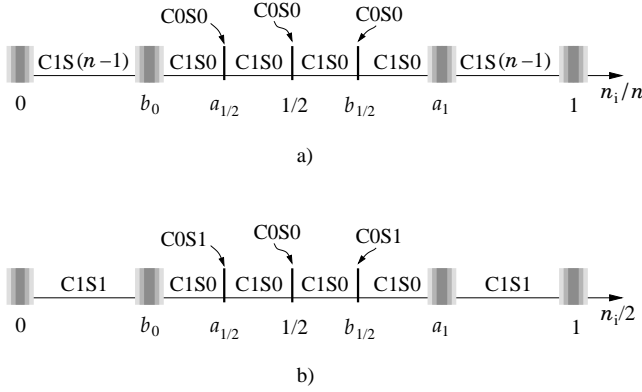 C0S0 C0S0 C0S0
C1S(n−1) C1S0 C1S0 C1S0 C1S0 C1S(n−1)
0 b₀ a₁/₂ 1/2 b₁/₂ a₁ 1 nᵢ/n
a)
C0S1 C0S0 C0S1
C1S1 C1S0 C1S0 C1S0 C1S0 C1S1
0 b₀ a₁/₂ 1/2 b₁/₂ a₁ 1 nᵢ/2
b)